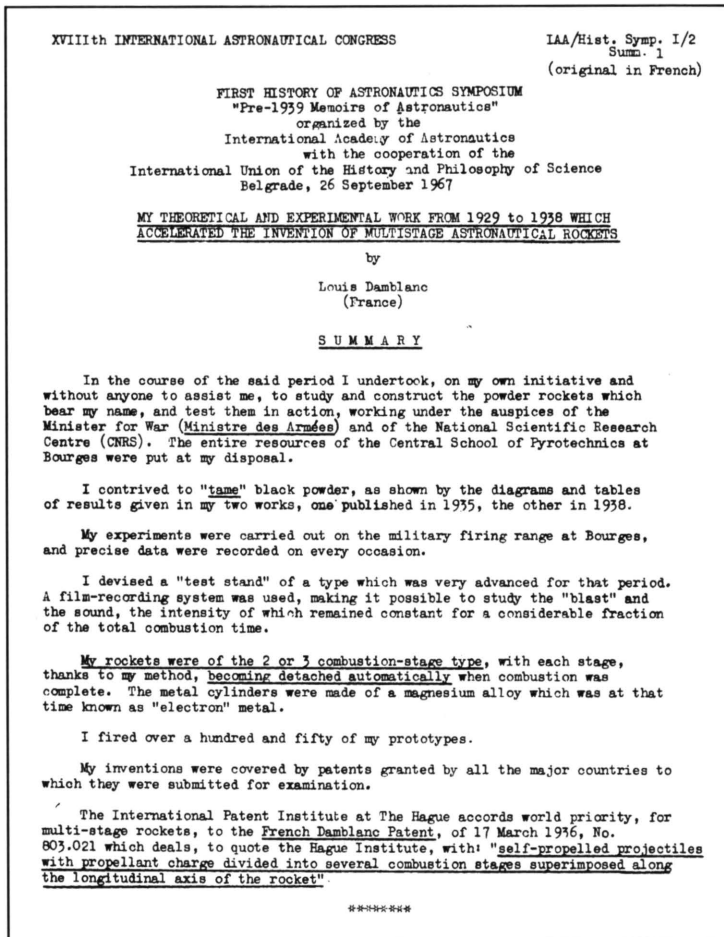 XVIIIth INTERNATIONAL ASTRONAUTICAL CONGRESS
IAA/Hist. Symp. I/2
Summ. 1
(original in French)
FIRST HISTORY OF ASTRONAUTICS SYMPOSIUM
"Pre-1939 Memoirs of Astronautics"
organized by the
International Academy of Astronautics
with the cooperation of the
International Union of the History and Philosophy of Science
Belgrade, 26 September 1967
MY THEORETICAL AND EXPERIMENTAL WORK FROM 1929 to 1938 WHICH
ACCELERATED THE INVENTION OF MULTISTAGE ASTRONAUTICAL ROCKETS
by
Louis Damblanc
(France)
S U M M A R Y
In the course of the said period I undertook, on my own initiative and
without anyone to assist me, to study and construct the powder rockets which
bear my name, and test them in action, working under the auspices of the
Minister for War (Ministre des Armées) and of the National Scientific Research
Centre (CNRS). The entire resources of the Central School of Pyrotechnics at
Bourges were put at my disposal.
I contrived to "tame" black powder, as shown by the diagrams and tables
of results given in my two works, one published in 1935, the other in 1938.
My experiments were carried out on the military firing range at Bourges,
and precise data were recorded on every occasion.
I devised a "test stand" of a type which was very advanced for that period.
A film-recording system was used, making it possible to study the "blast" and
the sound, the intensity of which remained constant for a considerable fraction
of the total combustion time.
My rockets were of the 2 or 3 combustion-stage type, with each stage,
thanks to my method, becoming detached automatically when combustion was
complete. The metal cylinders were made of a magnesium alloy which was at that
time known as "electron" metal.
I fired over a hundred and fifty of my prototypes.
My inventions were covered by patents granted by all the major countries to
which they were submitted for examination.
The International Patent Institute at The Hague accords world priority, for
multi-stage rockets, to the French Damblanc Patent, of 17 March 1936, No.
803.021 which deals, to quote the Hague Institute, with: "self-propelled projectiles
with propellant charge divided into several combustion stages superimposed along
the longitudinal axis of the rocket"
********